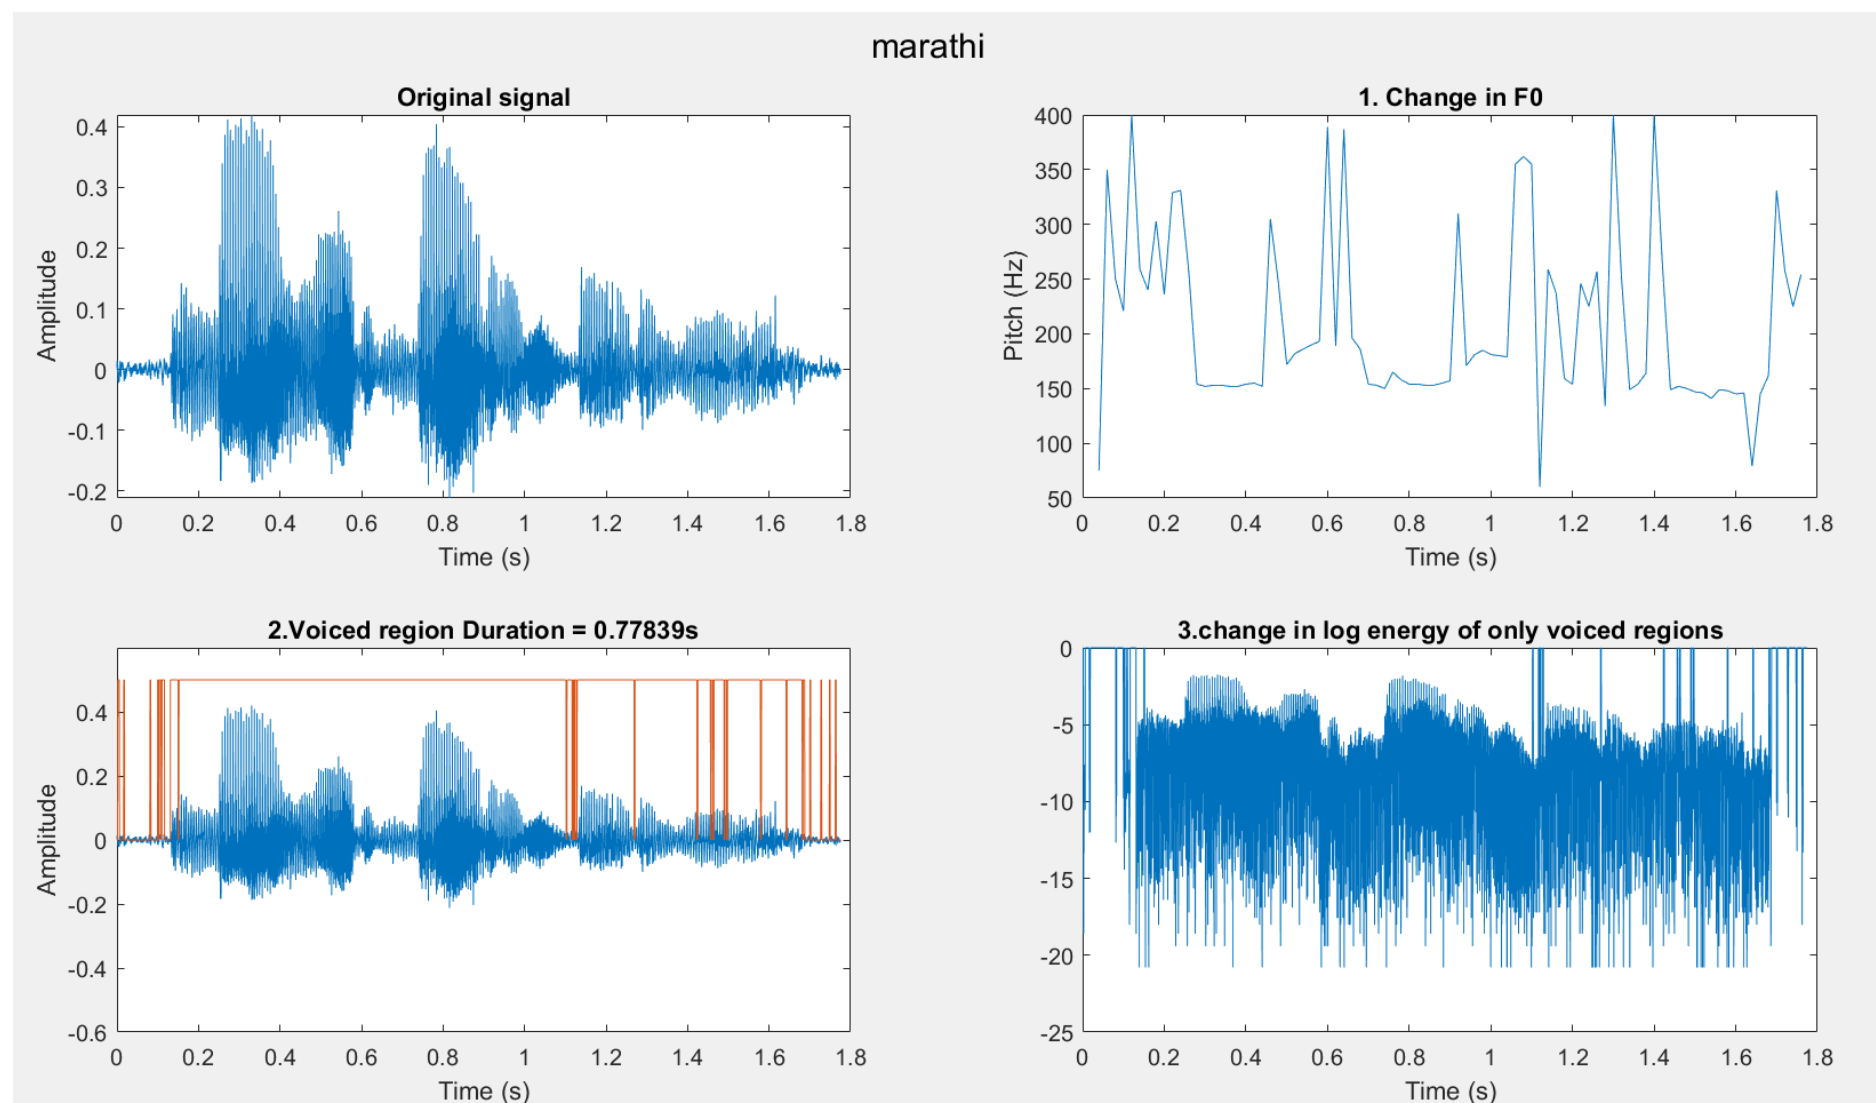 marathi
Original signal
Amplitude
0.4
0.3
0.2
0.1
0
-0.1
-0.2
0 0.2 0.4 0.6 0.8 1 1.2 1.4 1.6 1.8
Time (s)
1. Change in F0
Pitch (Hz)
400
350
300
250
200
150
100
50
0 0.2 0.4 0.6 0.8 1 1.2 1.4 1.6 1.8
Time (s)
2.Voiced region Duration = 0.77839s
Amplitude
0.4
0.2
0
-0.2
-0.4
-0.6
0 0.2 0.4 0.6 0.8 1 1.2 1.4 1.6 1.8
Time (s)
3.change in log energy of only voiced regions
0
-5
-10
-15
-20
-25
0 0.2 0.4 0.6 0.8 1 1.2 1.4 1.6 1.8
Time (s)